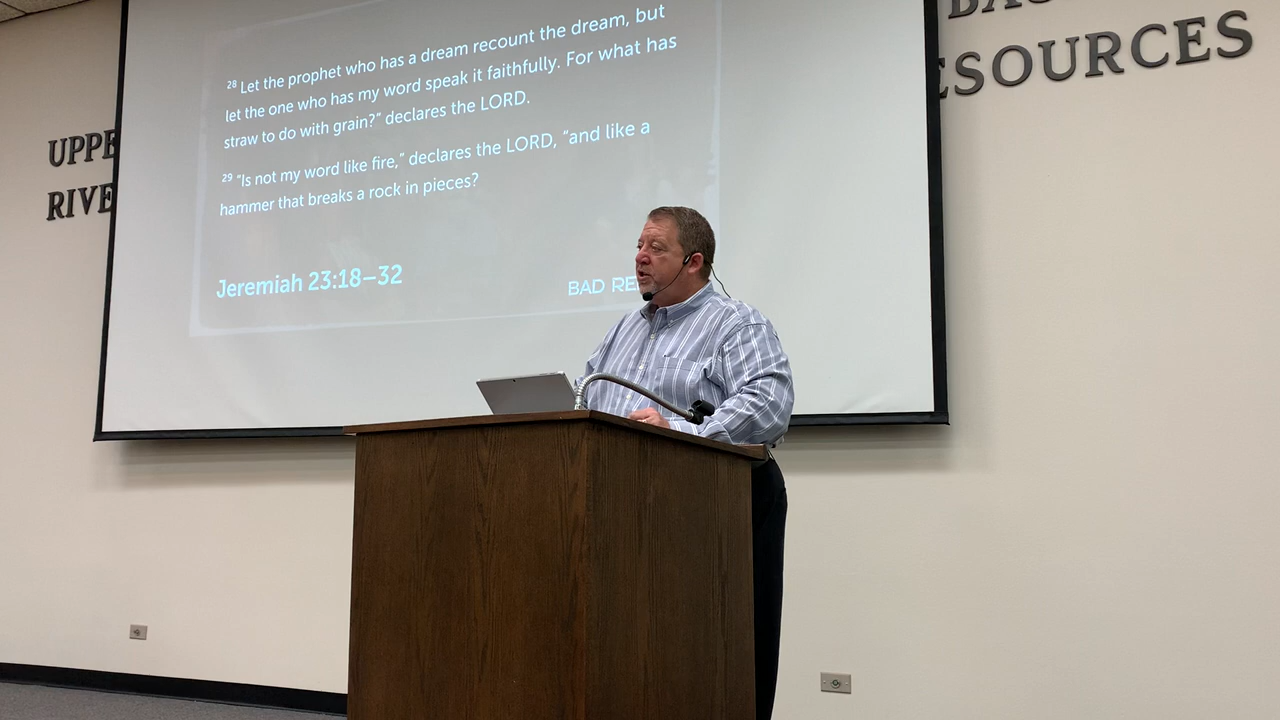 28 Let the prophet who has a dream recount the dream, but
let the one who has my word speak it faithfully. For what has
straw to do with grain?” declares the LORD.
29 “Is not my word like fire,” declares the LORD, “and like a
hammer that breaks a rock in pieces?
Jeremiah 23:18–32
BAD RE
UPPE
RIVE
BAS
ESOURCES